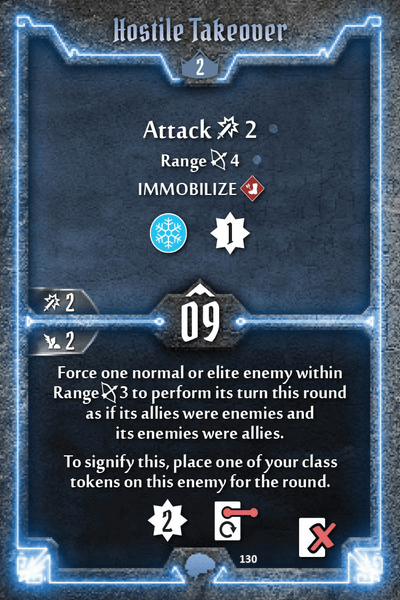 Hostile Takeover
2
Attack 2
Range 4
IMMOBILIZE
1
2
09
2
Force one normal or elite enemy within
Range 3 to perform its turn this round
as if its allies were enemies and
its enemies were allies.
To signify this, place one of your class
tokens on this enemy for the round.
2
130